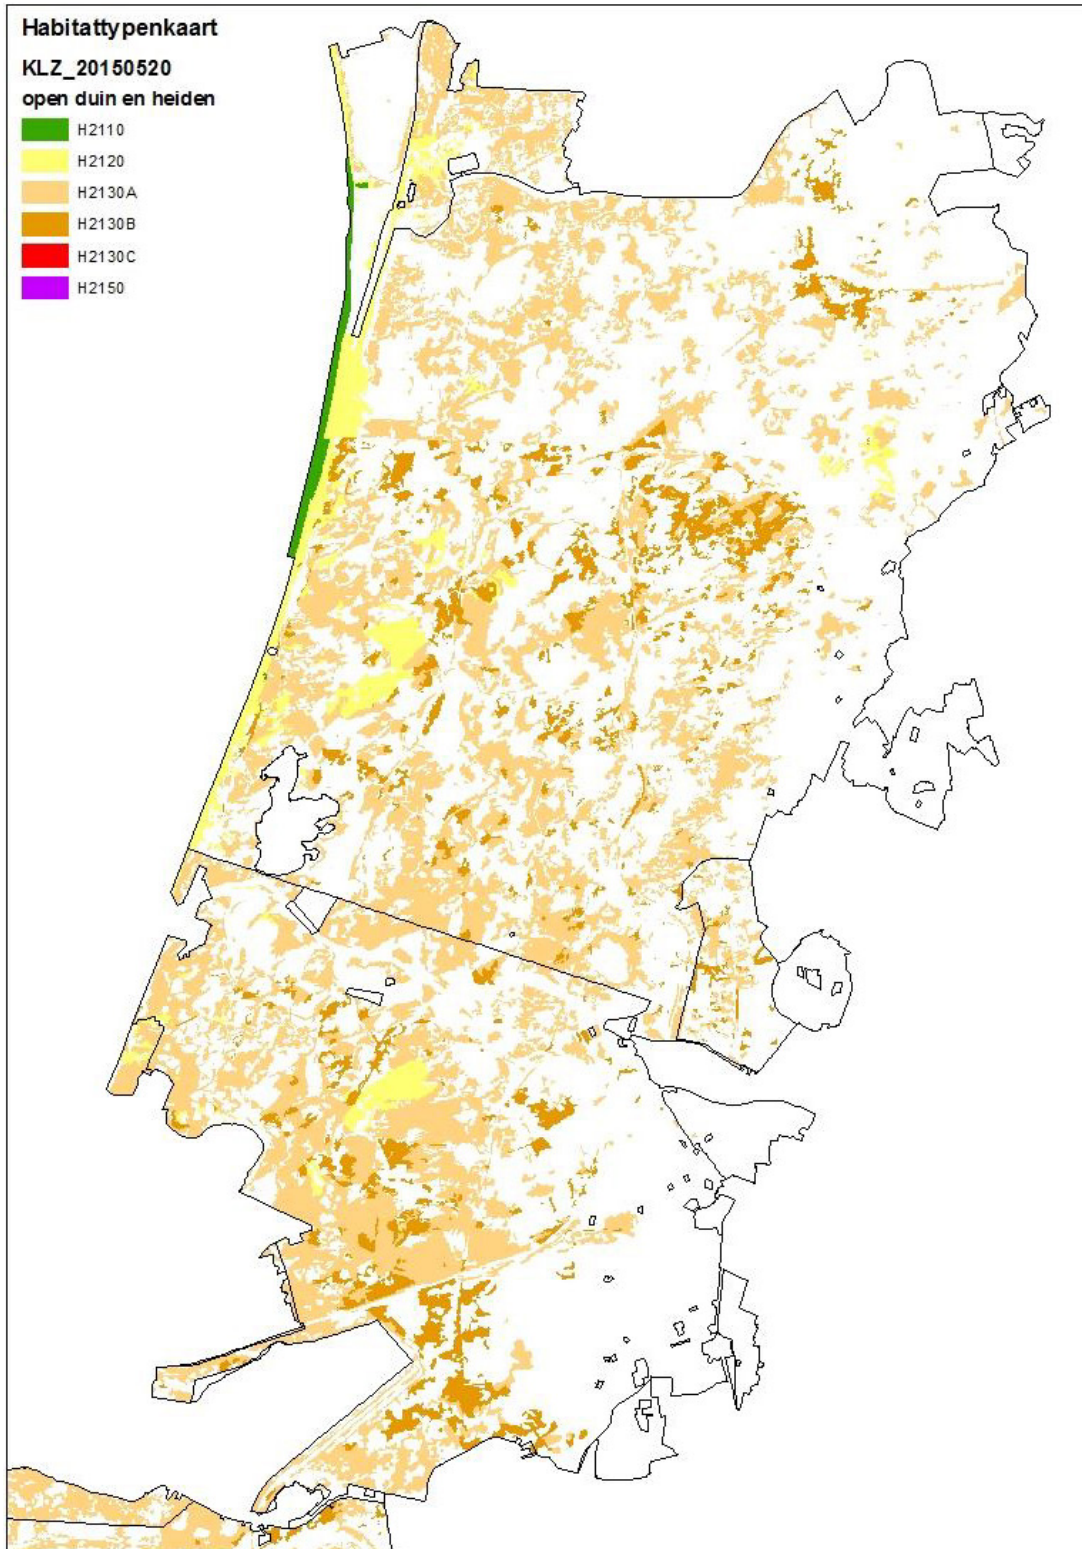 Habitattypenkaart
KLZ_20150520
open duin en heiden
H2110
H2120
H2130A
H2130B
H2130C
H2150